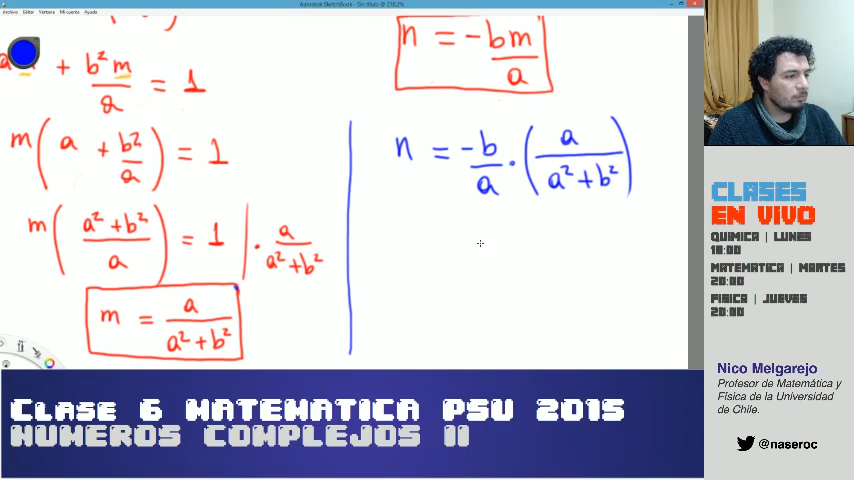 Autodesk SketchBook - Sin título @ 210,2%
Archivo Editar Ventana Mi cuenta Ayuda
+ b²m/a = 1
n = -bm/a
m(a + b²/a) = 1
n = -b/a · (a/(a²+b²))
m((a²+b²)/a) = 1 | · a/(a²+b²)
m = a/(a²+b²)
CLASES
EN VIVO
QUIMICA | LUNES
18:00
MATEMATICA | MARTES
20:00
FISICA | JUEVES
20:00
Nico Melgarejo
Profesor de Matemática y
Física de la Universidad
de Chile.
@naseroc
Clase 6 MATEMATICA PSU 2015
NUMEROS COMPLEJOS II